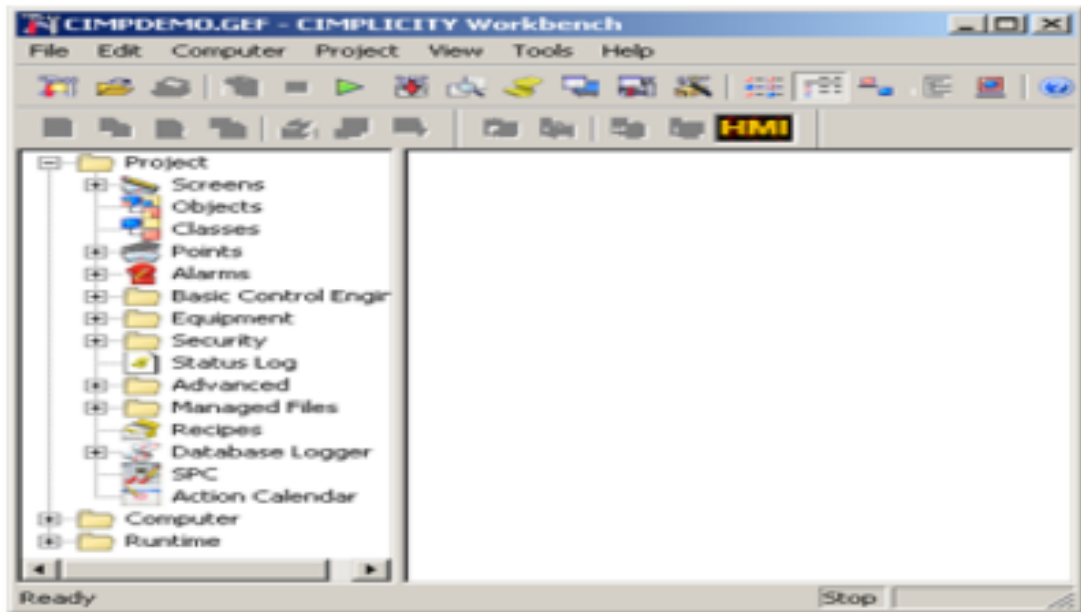 CIMPDEMO.GEF - CIMPLICITY Workbench
File Edit Computer Project View Tools Help
HMI
Project
Screens
Objects
Classes
Points
Alarms
Basic Control Engir
Equipment
Security
Status Log
Advanced
Managed Files
Recipes
Database Logger
SPC
Action Calendar
Computer
Runtime
Ready Stop